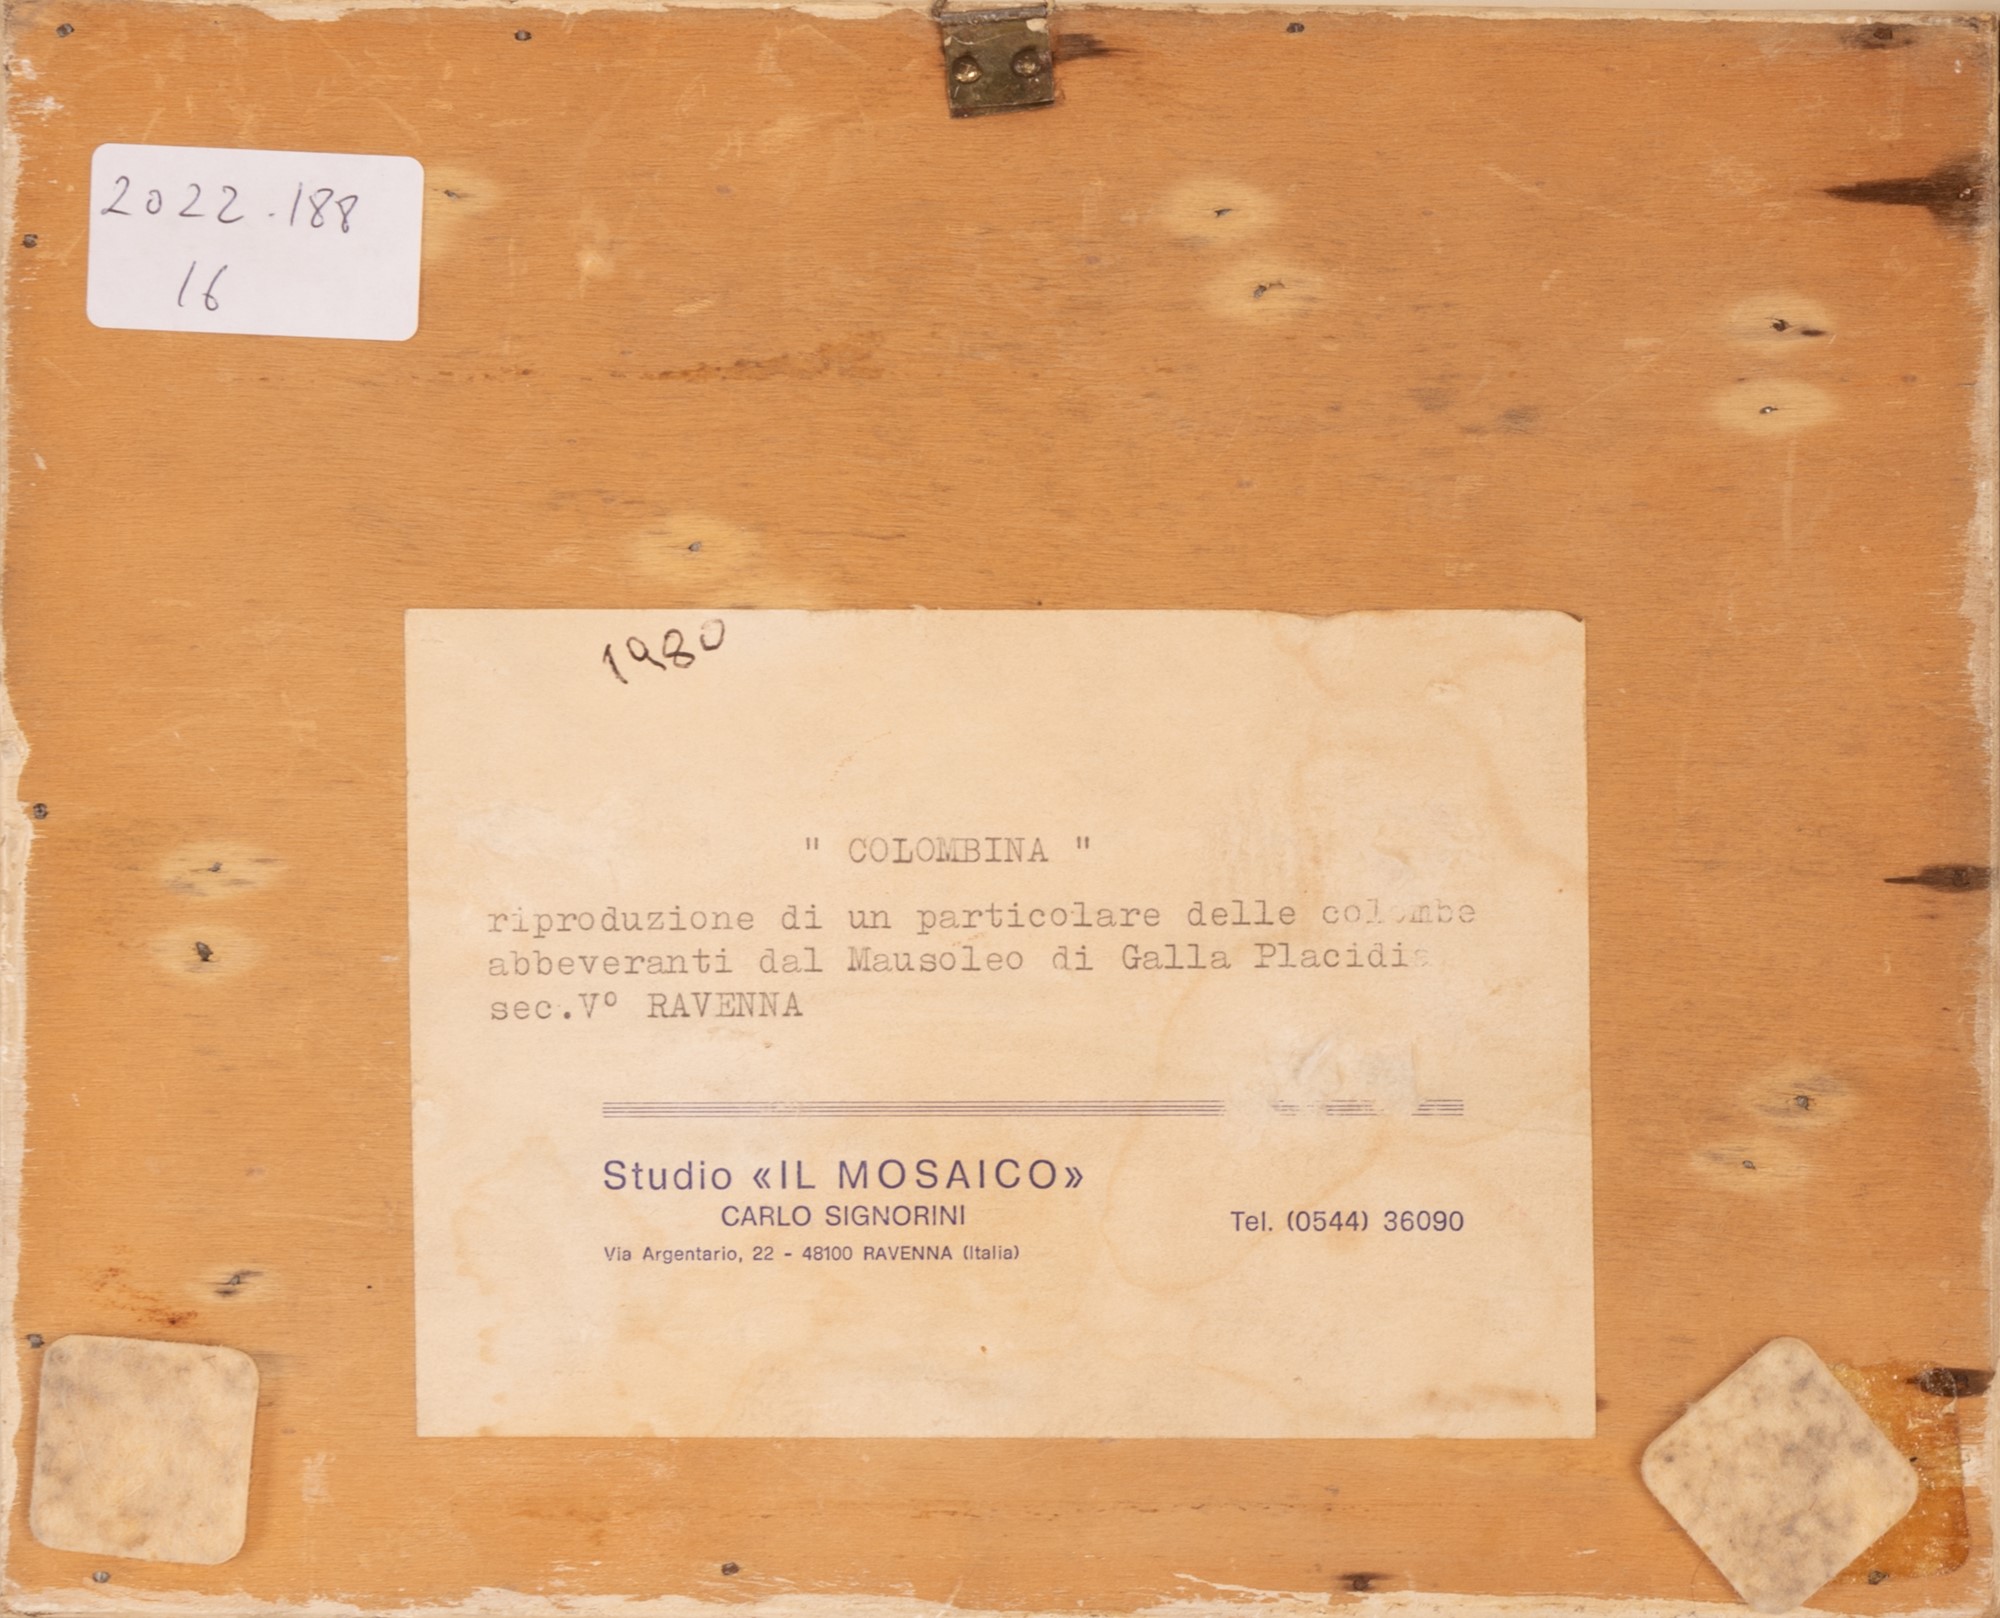 2022.188
16
1980
" COLOMBINA "
riproduzione di un particolare delle colombe
abbeveranti dal Mausoleo di Galla Placidia
sec.V° RAVENNA
Studio «IL MOSAICO»
CARLO SIGNORINI
Tel. (0544) 36090
Via Argentario, 22 - 48100 RAVENNA (Italia)